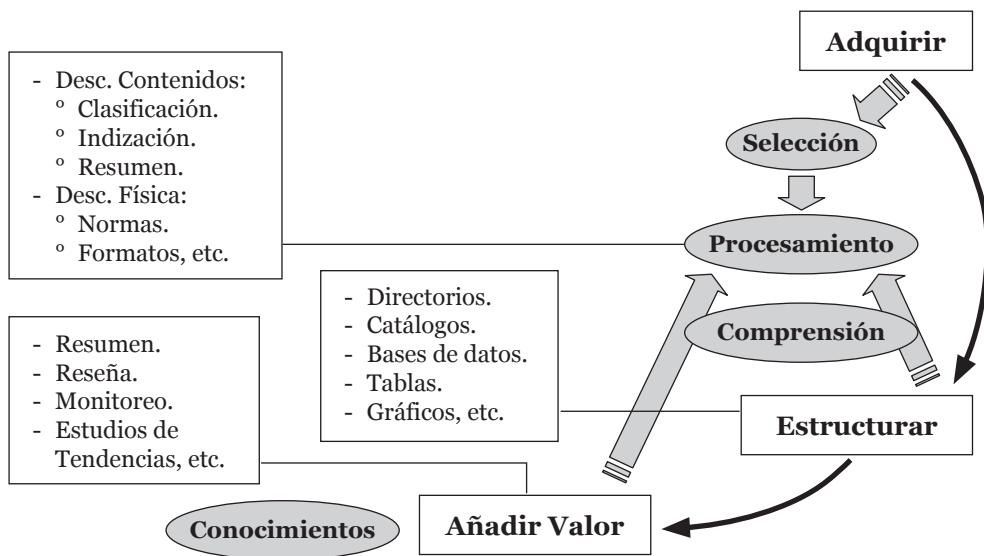 Adquirir
- Desc. Contenidos:
º Clasificación.
º Indización.
º Resumen.
- Desc. Física:
º Normas.
º Formatos, etc.
Selección
Procesamiento
- Directorios.
- Catálogos.
- Bases de datos.
- Tablas.
- Gráficos, etc.
Comprensión
- Resumen.
- Reseña.
- Monitoreo.
- Estudios de
Tendencias, etc.
Estructurar
Conocimientos
Añadir Valor